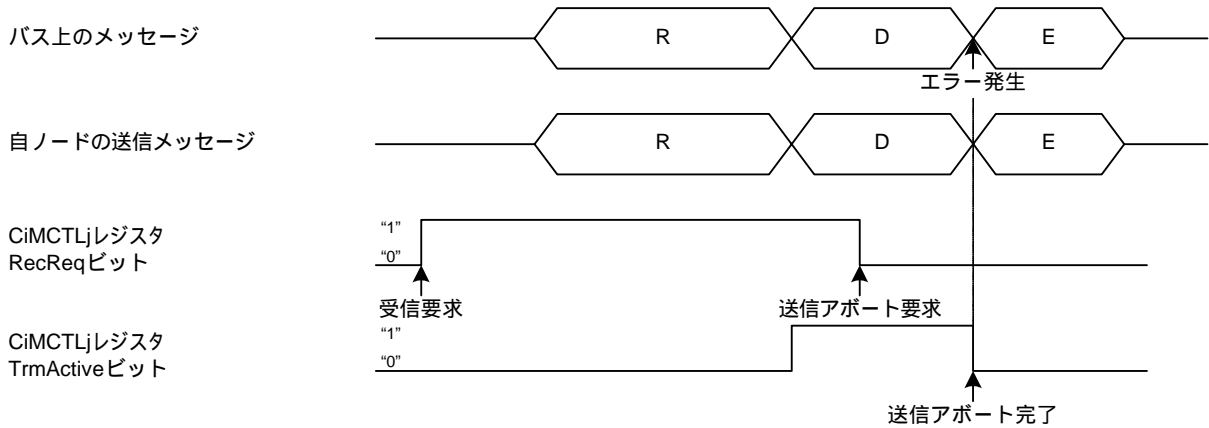 バス上のメッセージ
R
D
E
エラー発生
自ノードの送信メッセージ
R
D
E
CiMCTLjレジスタ
RecReqビット
“1”
“0”
受信要求
送信アボート要求
CiMCTLjレジスタ
TrmActiveビット
“1”
“0”
送信アボート完了